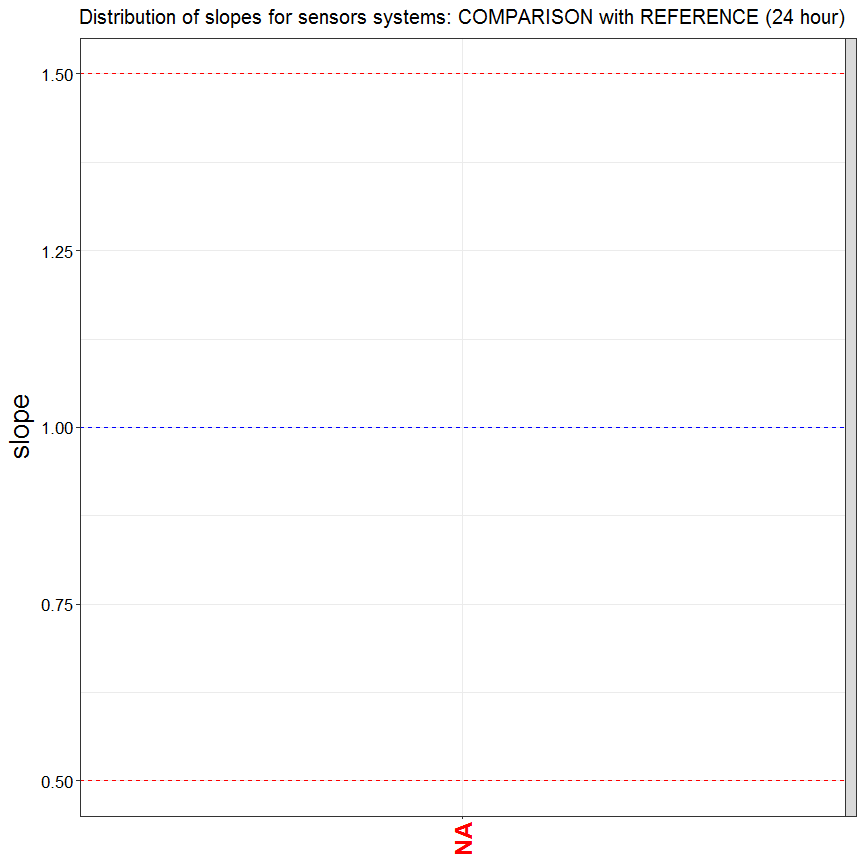 Distribution of slopes for sensors systems: COMPARISON with REFERENCE (24 hour)
1.50
1.25
1.00
0.75
0.50
slope
NA